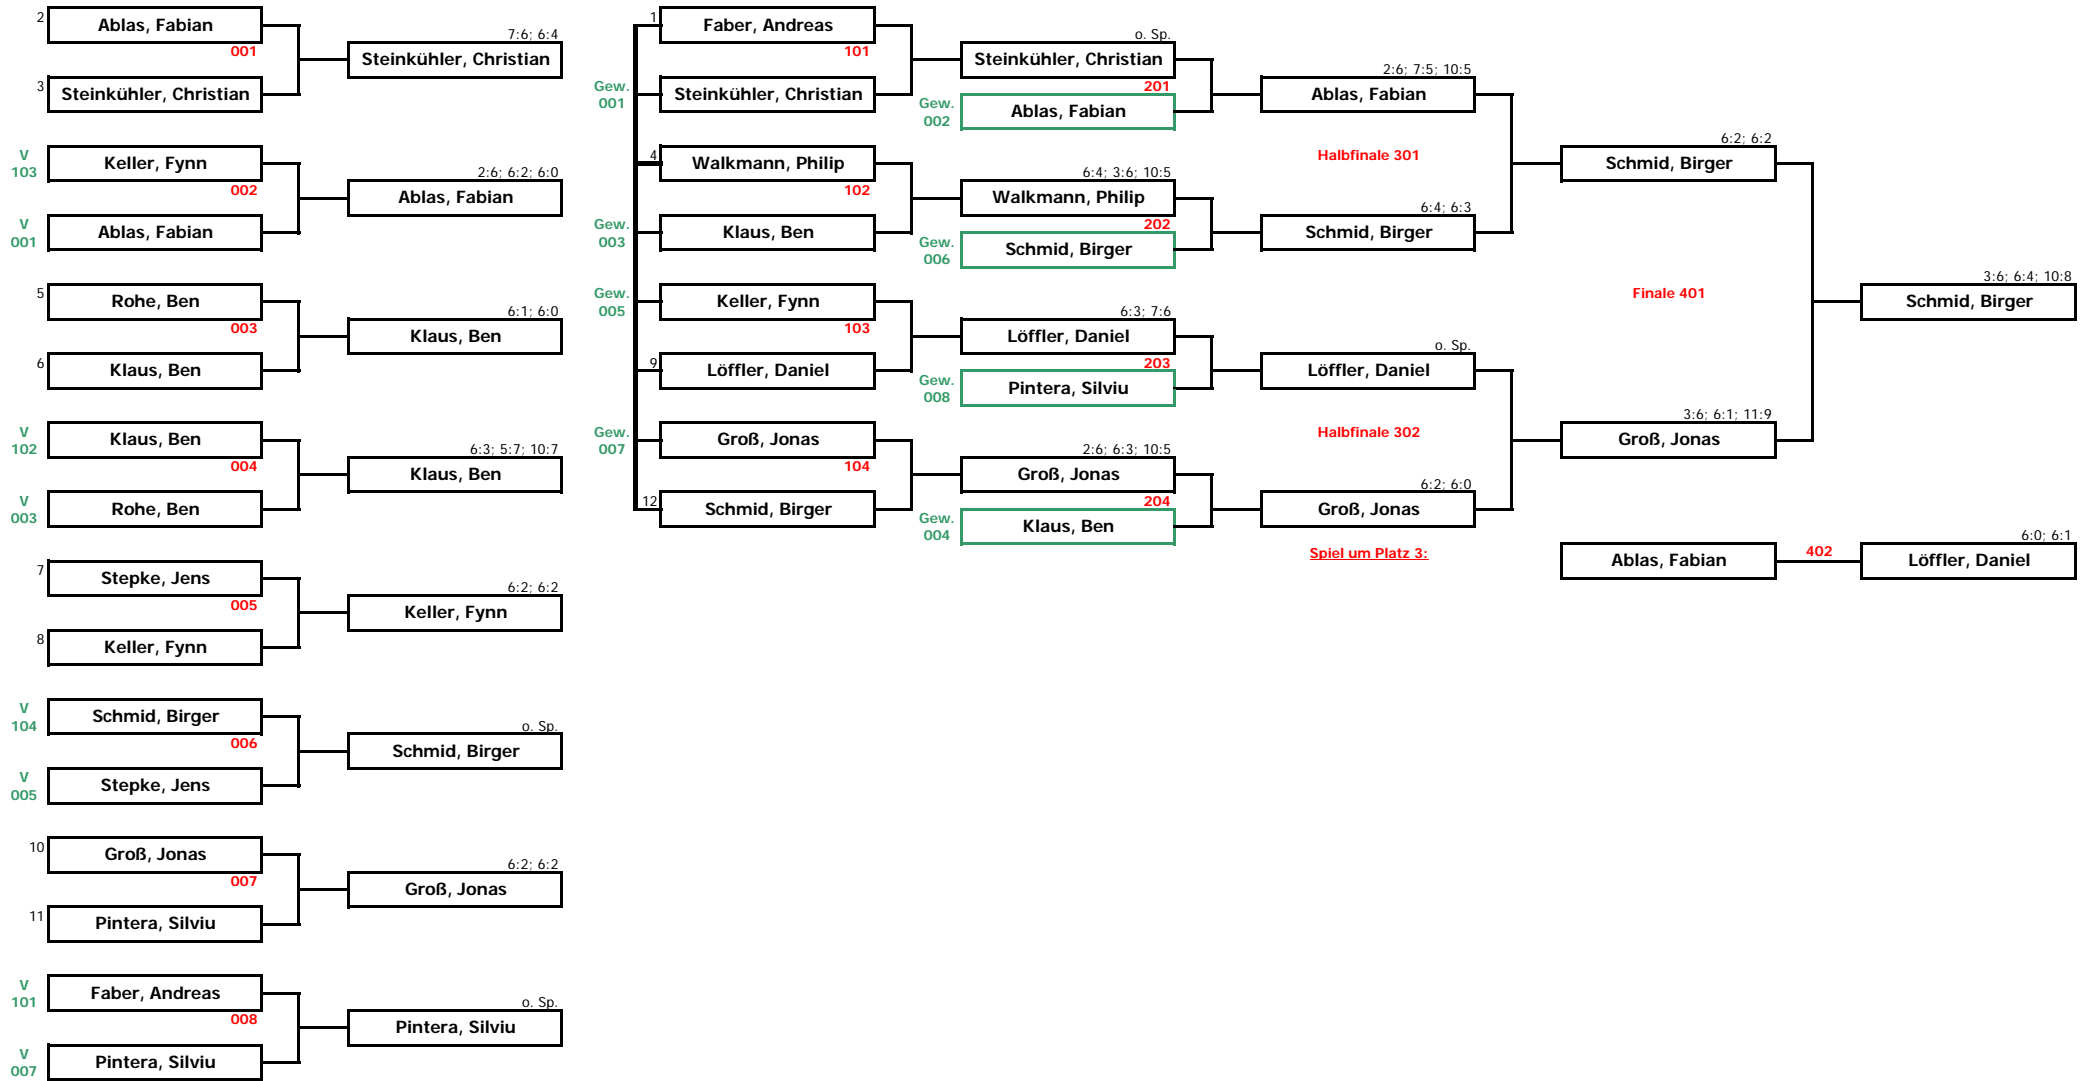 2
Ablas, Fabian
001
7:6; 6:4
Steinkühler, Christian
3
Steinkühler, Christian
V
103
Keller, Fynn
002
2:6; 6:2; 6:0
Ablas, Fabian
V
001
Ablas, Fabian
5
Rohe, Ben
003
6:1; 6:0
Klaus, Ben
6
Klaus, Ben
V
102
Klaus, Ben
004
6:3; 5:7; 10:7
Klaus, Ben
V
003
Rohe, Ben
7
Stepke, Jens
005
6:2; 6:2
Keller, Fynn
8
Keller, Fynn
V
104
Schmid, Birger
006
o. Sp.
Schmid, Birger
V
005
Stepke, Jens
10
Groß, Jonas
007
6:2; 6:2
Groß, Jonas
11
Pintera, Silviu
V
101
Faber, Andreas
008
o. Sp.
Pintera, Silviu
V
007
Pintera, Silviu
1
Faber, Andreas
101
Gew.
001
Steinkühler, Christian
4
Walkmann, Philip
102
Gew.
003
Klaus, Ben
Gew.
005
Keller, Fynn
103
9
Löffler, Daniel
Gew.
007
Groß, Jonas
104
12
Schmid, Birger
o. Sp.
Steinkühler, Christian
201
Gew.
002
Ablas, Fabian
6:4; 3:6; 10:5
Walkmann, Philip
202
Gew.
006
Schmid, Birger
6:3; 7:6
Löffler, Daniel
203
Gew.
008
Pintera, Silviu
2:6; 6:3; 10:5
Groß, Jonas
204
Gew.
004
Klaus, Ben
2:6; 7:5; 10:5
Ablas, Fabian
Halbfinale 301
6:4; 6:3
Schmid, Birger
o. Sp.
Löffler, Daniel
Halbfinale 302
6:2; 6:0
Groß, Jonas
Spiel um Platz 3:
6:2; 6:2
Schmid, Birger
Finale 401
3:6; 6:1; 11:9
Groß, Jonas
3:6; 6:4; 10:8
Schmid, Birger
Ablas, Fabian
402
6:0; 6:1
Löffler, Daniel